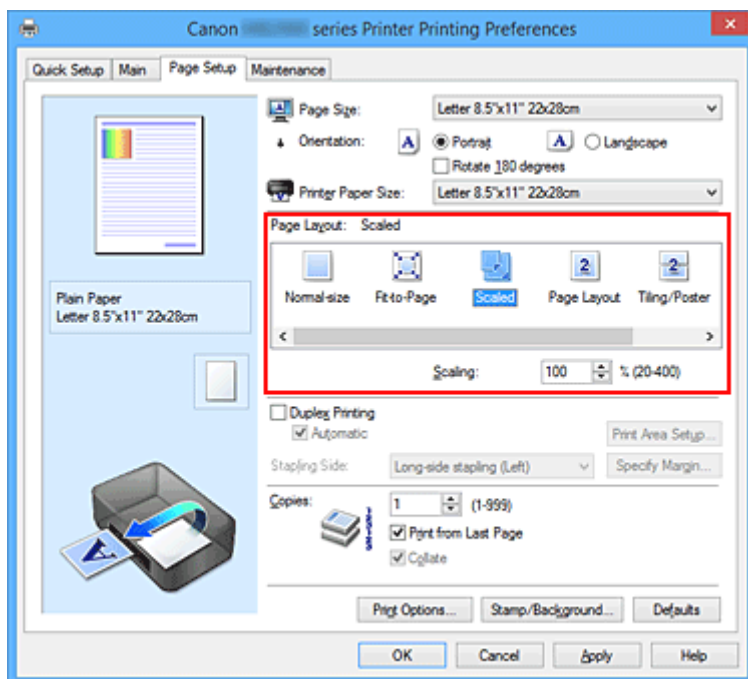 Canon series Printer Printing Preferences
Quick Setup Main Page Setup Maintenance
Page Size: Letter 8.5"x11" 22x28cm
Orientation: A Portrait A Landscape
Rotate 180 degrees
Printer Paper Size: Letter 8.5"x11" 22x28cm
Page Layout: Scaled
2 2
Normal-size Fit-to-Page Scaled Page Layout Tiling/Poster
Plain Paper
Letter 8.5"x11" 22x28cm
Scaling: 100 % (20-400)
Duplex Printing
Automatic
Print Area Setup...
Stapling Side: Long-side stapling (Left) Specify Margin...
Copies: 1 (1-999)
Print from Last Page
Collate
A
Print Options... Stamp/Background... Defaults
OK Cancel Apply Help